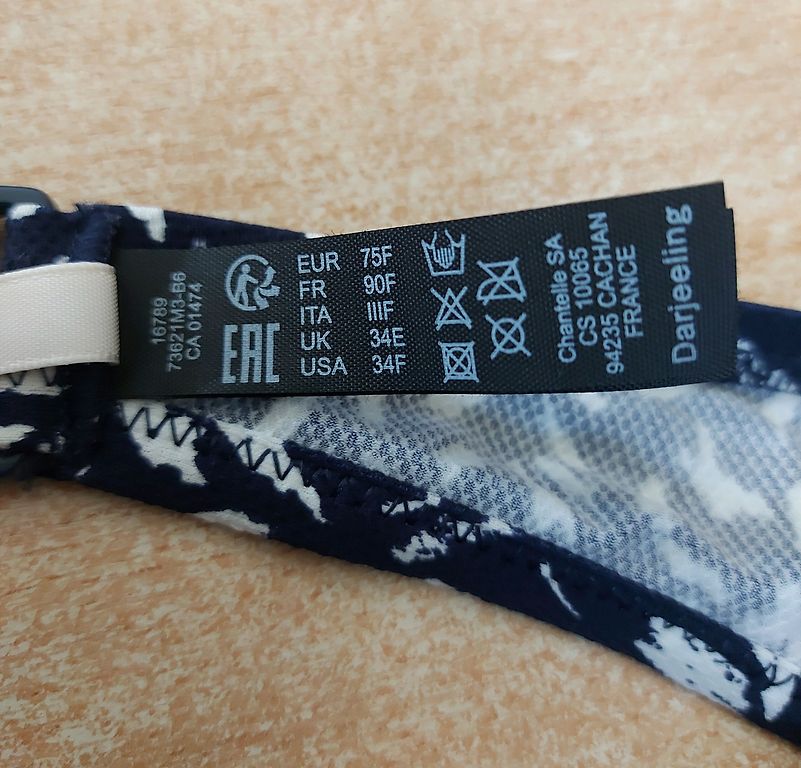 16789
73621M3-B6
CA 01474
EAC
EUR 75F
FR 90F
ITA IIIF
UK 34E
USA 34F
Chantelle SA
CS 10065
94235 CACHAN
FRANCE
Darjeeling